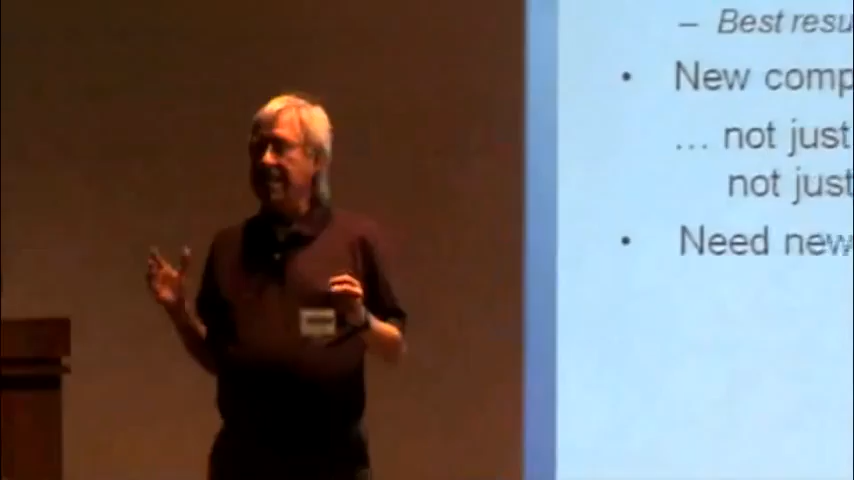 – Best resu
• New comp
... not just
not just
• Need new